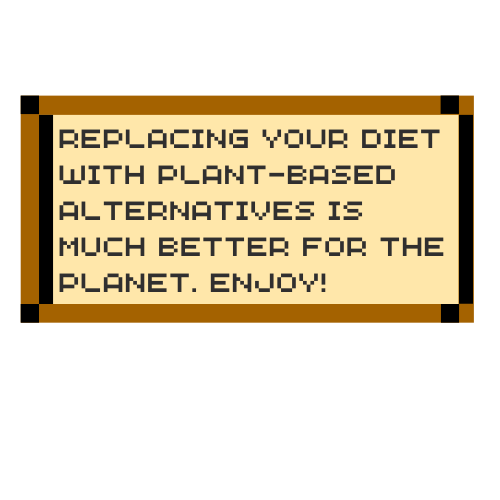 REPLACING YOUR DIET
WITH PLANT-BASED
ALTERNATIVES IS
MUCH BETTER FOR THE
PLANET. ENJOY!